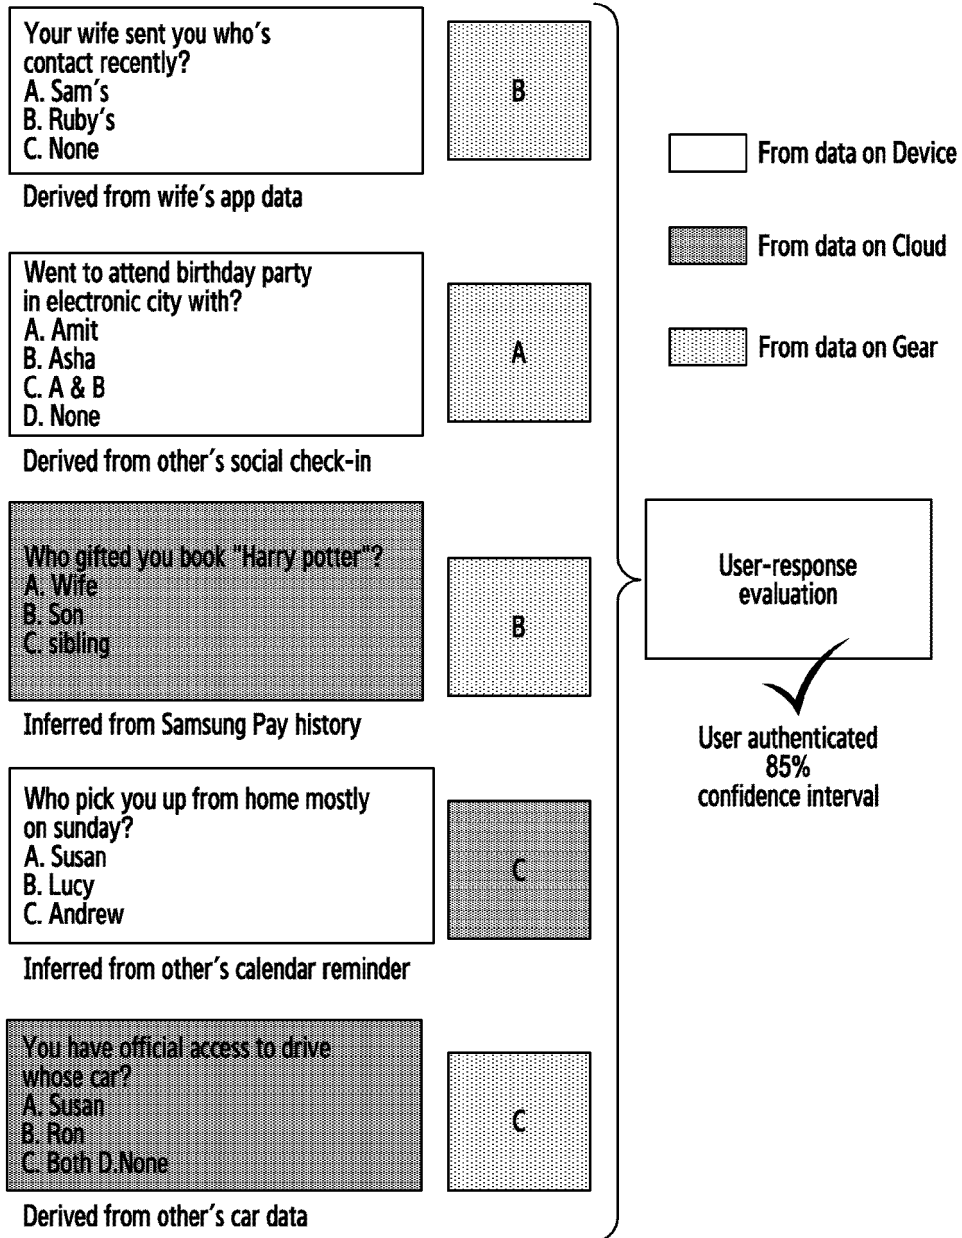 Your wife sent you who's
contact recently?
A. Sam's
B. Ruby's
C. None
B
Derived from wife's app data
Went to attend birthday party
in electronic city with?
A. Amit
B. Asha
C. A & B
D. None
A
Derived from other's social check-in
Who gifted you book "Harry potter"?
A. Wife
B. Son
C. sibling
B
Inferred from Samsung Pay history
Who pick you up from home mostly
on sunday?
A. Susan
B. Lucy
C. Andrew
C
Inferred from other's calendar reminder
You have official access to drive
whose car?
A. Susan
B. Ron
C. Both D.None
C
Derived from other's car data
From data on Device
From data on Cloud
From data on Gear
User-response
evaluation
User authenticated
85%
confidence interval